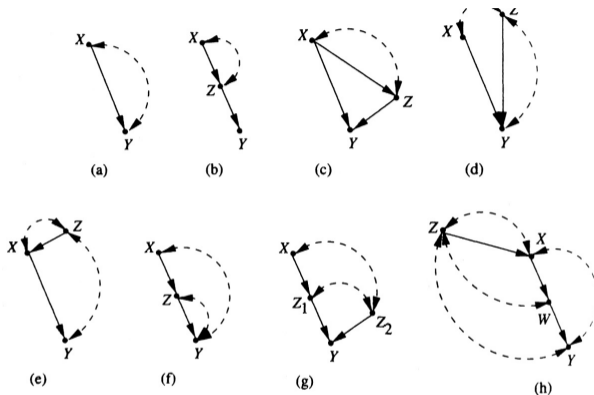 X Y
(a)
X Z Y
(b)
X Z Y
(c)
X Z Y
(d)
X Z Y
(e)
X Z Y
(f)
X Z1 Z2 Y
(g)
Z X W Y
(h)